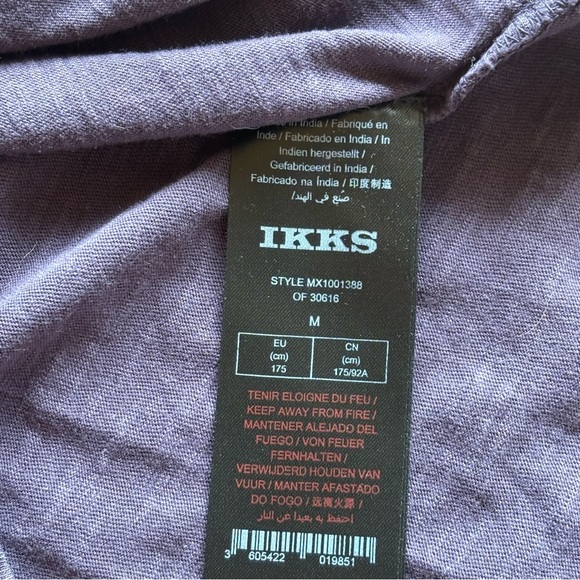 in India / Fabriqué en
Inde / Fabricado en India / In
Indien hergestellt /
Gefabriceerd in India /
Fabricado na Índia / 印度制造
/صنع في الهند
IKKS
STYLE MX1001388
OF 30616
M
EU
(cm)
175
CN
(cm)
175/92A
TENIR ELOIGNE DU FEU /
KEEP AWAY FROM FIRE /
MANTENER ALEJADO DEL
FUEGO / VON FEUER
FERNHALTEN /
VERWIJDERD HOUDEN VAN
VUUR / MANTER AFASTADO
DO FOGO / 远离火源 /
احتفظ به بعيدا عن النار
3 605422 019851